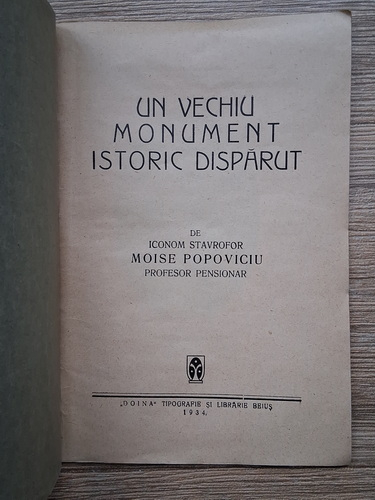 UN VECHIU
MONUMENT
ISTORIC DISPĂRUT
DE
ICONOM STAVROFOR
MOISE POPOVICIU
PROFESOR PENSIONAR
„DOINA" TIPOGRAFIE ȘI LIBRĂRIE BEIUȘ
1934.